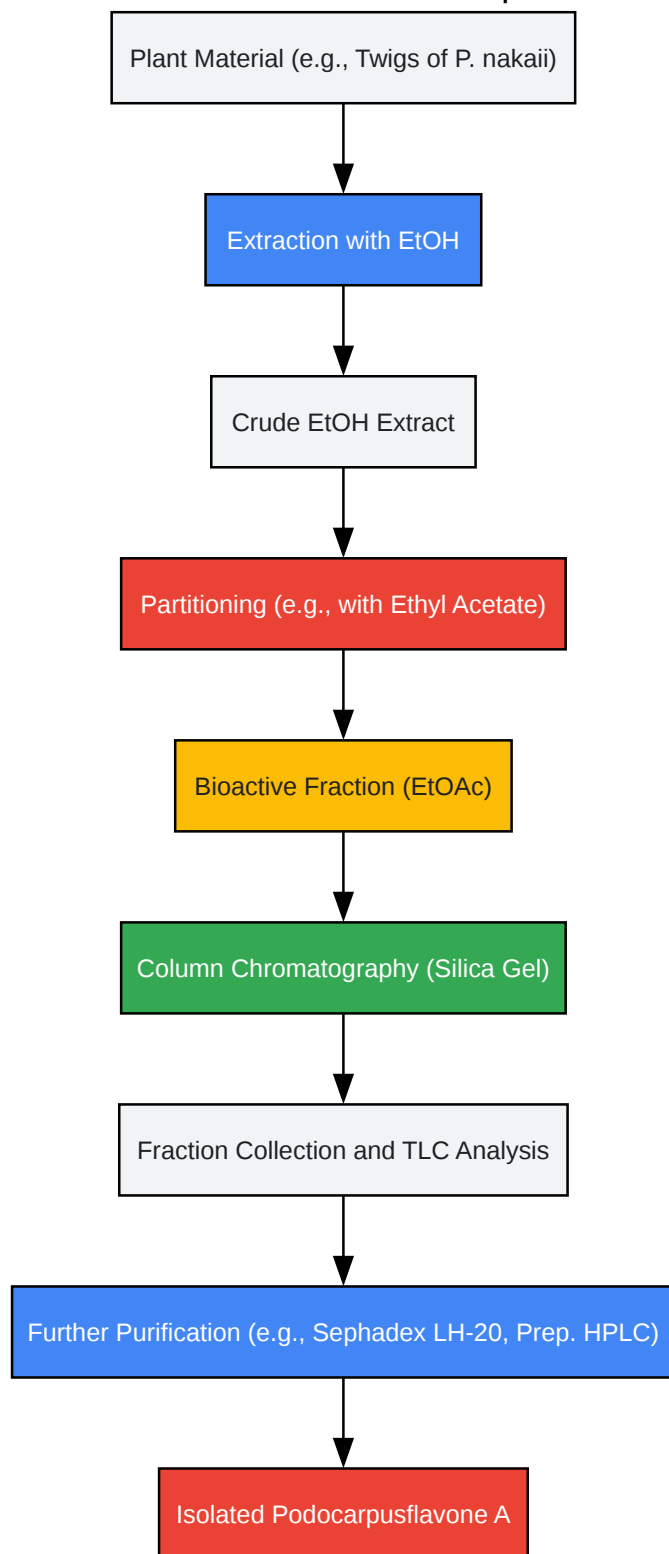 Plant Material (e.g., Twigs of P. nakaii)
Extraction with EtOH
Crude EtOH Extract
Partitioning (e.g., with Ethyl Acetate)
Bioactive Fraction (EtOAc)
Column Chromatography (Silica Gel)
Fraction Collection and TLC Analysis
Further Purification (e.g., Sephadex LH-20, Prep. HPLC)
Isolated Podocarpusflavone A